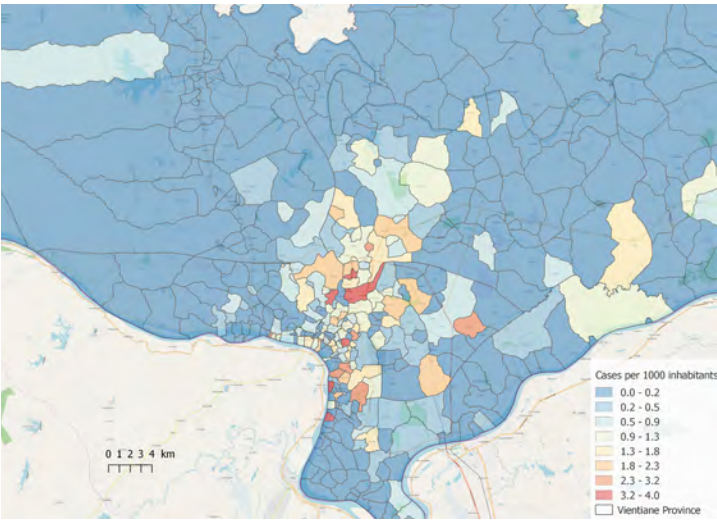 0 1 2 3 4 km
Cases per 1000 inhabitants
0.0 - 0.2
0.2 - 0.5
0.5 - 0.9
0.9 - 1.3
1.3 - 1.8
1.8 - 2.3
2.3 - 3.2
3.2 - 4.0
Vientiane Province